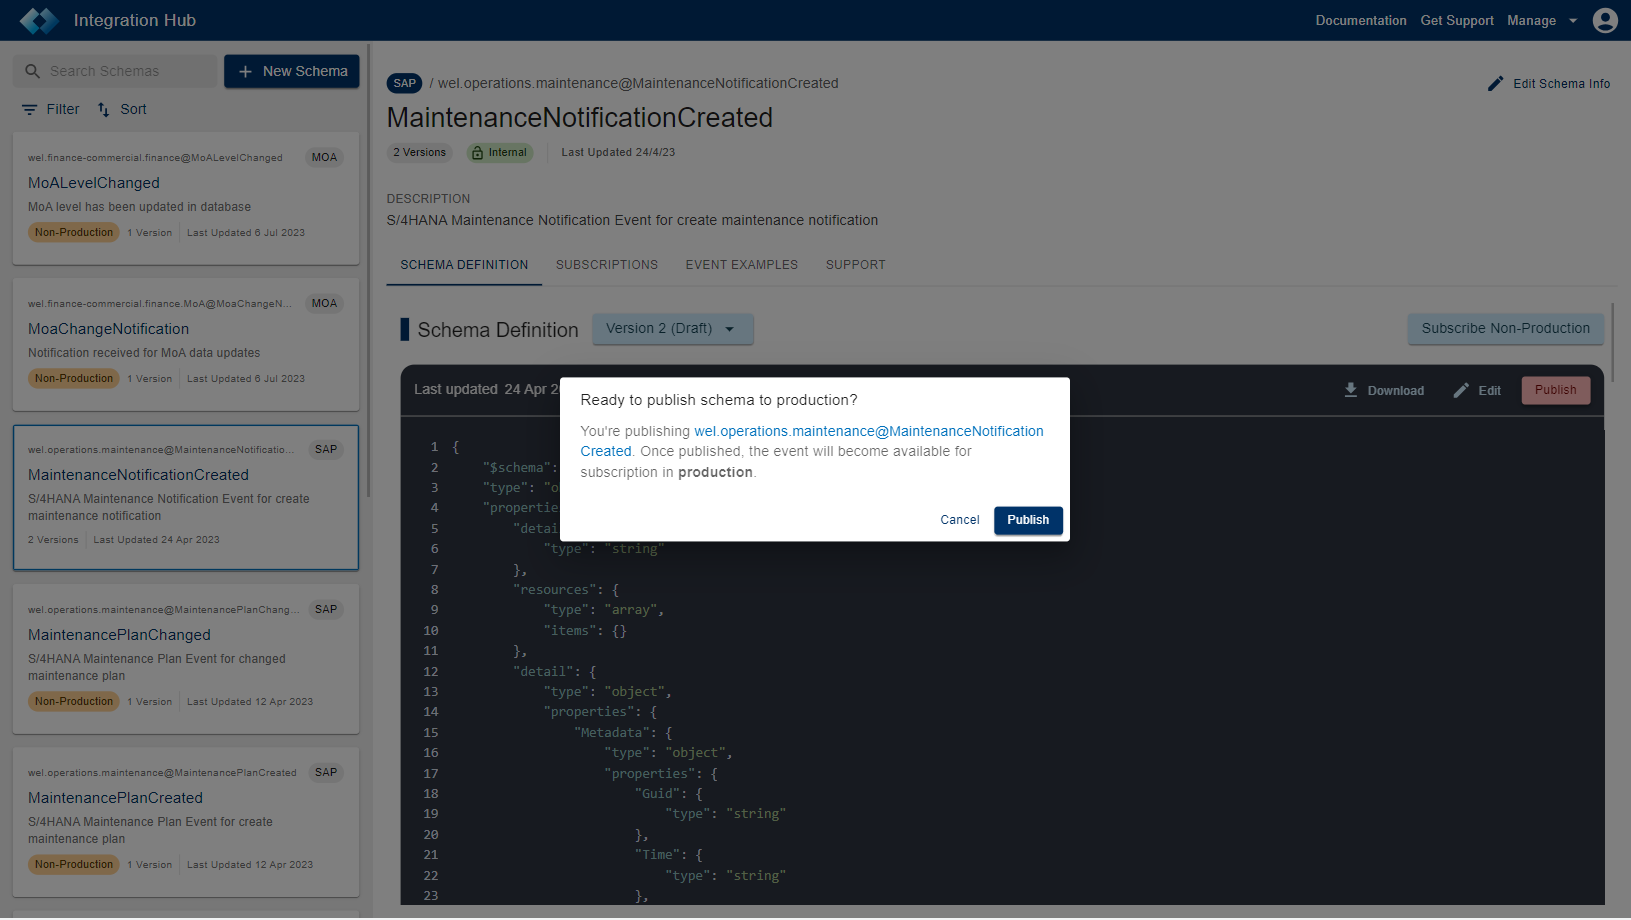 Integration Hub
Documentation
Get Support
Manage
Search Schemas
New Schema
Filter
Sort
wel.finance-commercial.finance@MoALevelChanged
MOA
MoALevelChanged
MoA level has been updated in database
Non-Production
1 Version
Last Updated 6 Jul 2023
wel.finance-commercial.finance.MoA@MoaChangeN...
MOA
MoaChangeNotification
Notification received for MoA data updates
Non-Production
1 Version
Last Updated 6 Jul 2023
wel.operations.maintenance@MaintenanceNotificatio...
SAP
MaintenanceNotificationCreated
S/4HANA Maintenance Notification Event for create
maintenance notification
2 Versions
Last Updated 24 Apr 2023
wel.operations.maintenance@MaintenancePlanChang...
SAP
MaintenancePlanChanged
S/4HANA Maintenance Plan Event for changed
maintenance plan
Non-Production
1 Version
Last Updated 12 Apr 2023
wel.operations.maintenance@MaintenancePlanCreated
SAP
MaintenancePlanCreated
S/4HANA Maintenance Plan Event for create
maintenance plan
Non-Production
1 Version
Last Updated 12 Apr 2023
SAP / wel.operations.maintenance@MaintenanceNotificationCreated
Edit Schema Info
MaintenanceNotificationCreated
2 Versions
Internal
Last Updated 24/4/23
DESCRIPTION
S/4HANA Maintenance Notification Event for create maintenance notification
SCHEMA DEFINITION
SUBSCRIPTIONS
EVENT EXAMPLES
SUPPORT
Schema Definition
Version 2 (Draft)
Subscribe Non-Production
Last updated 24 Apr 2
Download
Edit
Publish
Ready to publish schema to production?
You're publishing wel.operations.maintenance@MaintenanceNotification
Created. Once published, the event will become available for
subscription in production.
Cancel
Publish
1 {
2 "$schema":
3 "type": "o
4 "propertie
5 "detai
6 "type": "string"
7 },
8 "resources": {
9 "type": "array",
10 "items": {}
11 },
12 "detail": {
13 "type": "object",
14 "properties": {
15 "Metadata": {
16 "type": "object",
17 "properties": {
18 "Guid": {
19 "type": "string"
20 },
21 "Time": {
22 "type": "string"
23 },